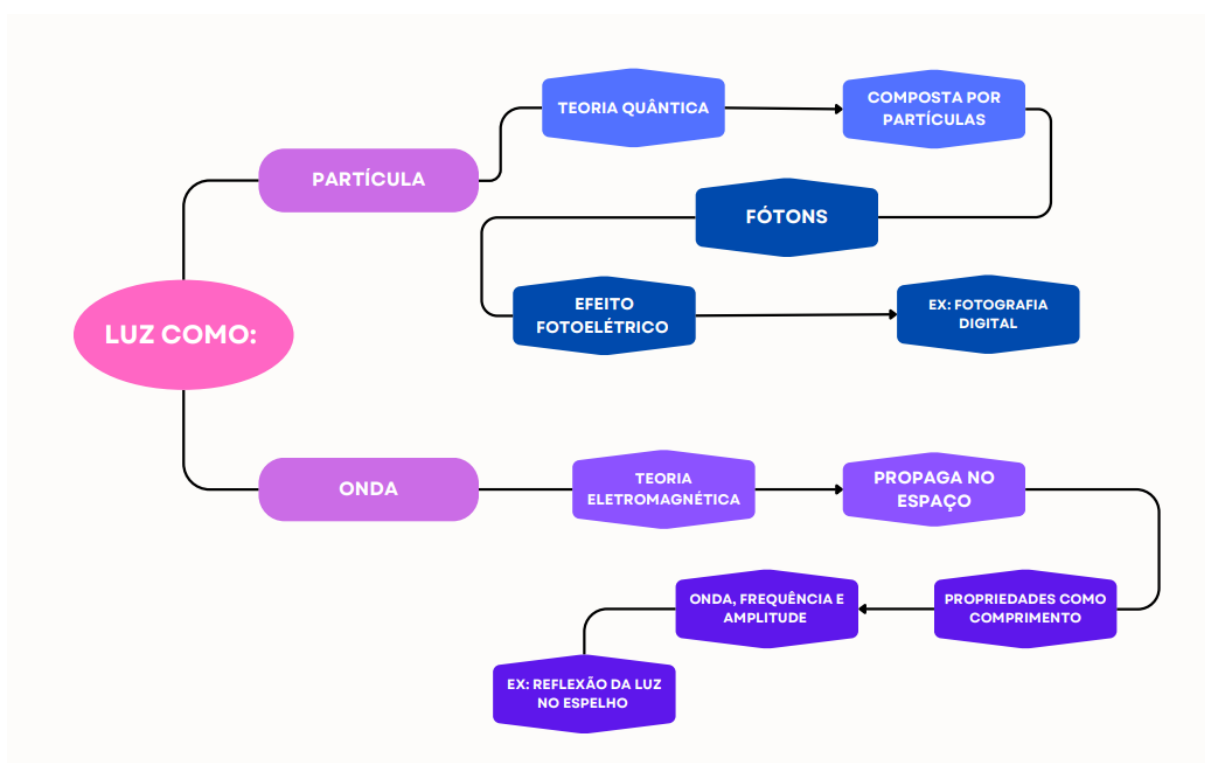 LUZ COMO:
PARTÍCULA
TEORIA QUÂNTICA
COMPOSTA POR
PARTÍCULAS
FÓTONS
EFEITO
FOTOELÉTRICO
EX: FOTOGRAFIA
DIGITAL
ONDA
TEORIA
ELETROMAGNÉTICA
PROPAGA NO
ESPAÇO
PROPRIEDADES COMO
COMPRIMENTO
ONDA, FREQUÊNCIA E
AMPLITUDE
EX: REFLEXÃO DA LUZ
NO ESPELHO